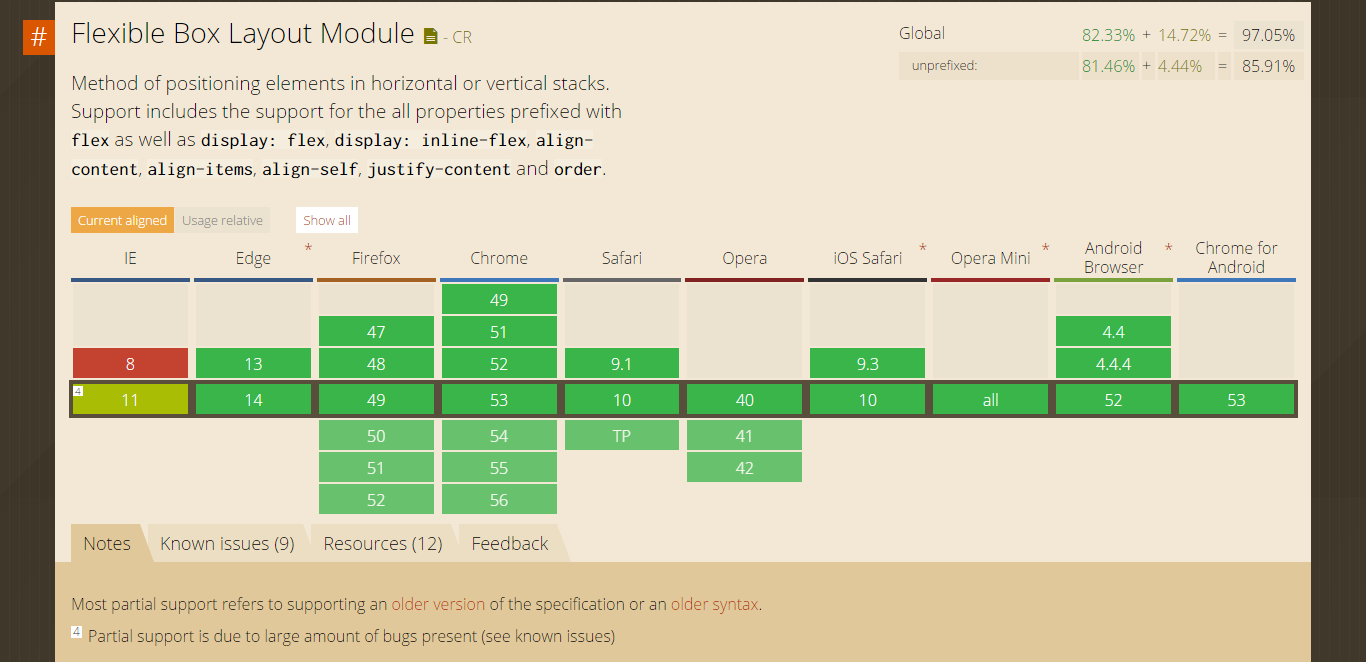 #
Flexible Box Layout Module - CR
Global 82.33% + 14.72% = 97.05%
unprefixed: 81.46% + 4.44% = 85.91%
Method of positioning elements in horizontal or vertical stacks.
Support includes the support for the all properties prefixed with
flex as well as display: flex, display: inline-flex, align-
content, align-items, align-self, justify-content and order.
Current aligned Usage relative Show all
IE Edge * Firefox Chrome Safari Opera iOS Safari * Opera Mini * Android Browser * Chrome for Android
49
47 51 4.4
8 13 48 52 9.1 9.3 4.4.4
4 11 14 49 53 10 40 10 all 52 53
50 54 TP 41
51 55 42
52 56
Notes Known issues (9) Resources (12) Feedback
Most partial support refers to supporting an older version of the specification or an older syntax.
4 Partial support is due to large amount of bugs present (see known issues)